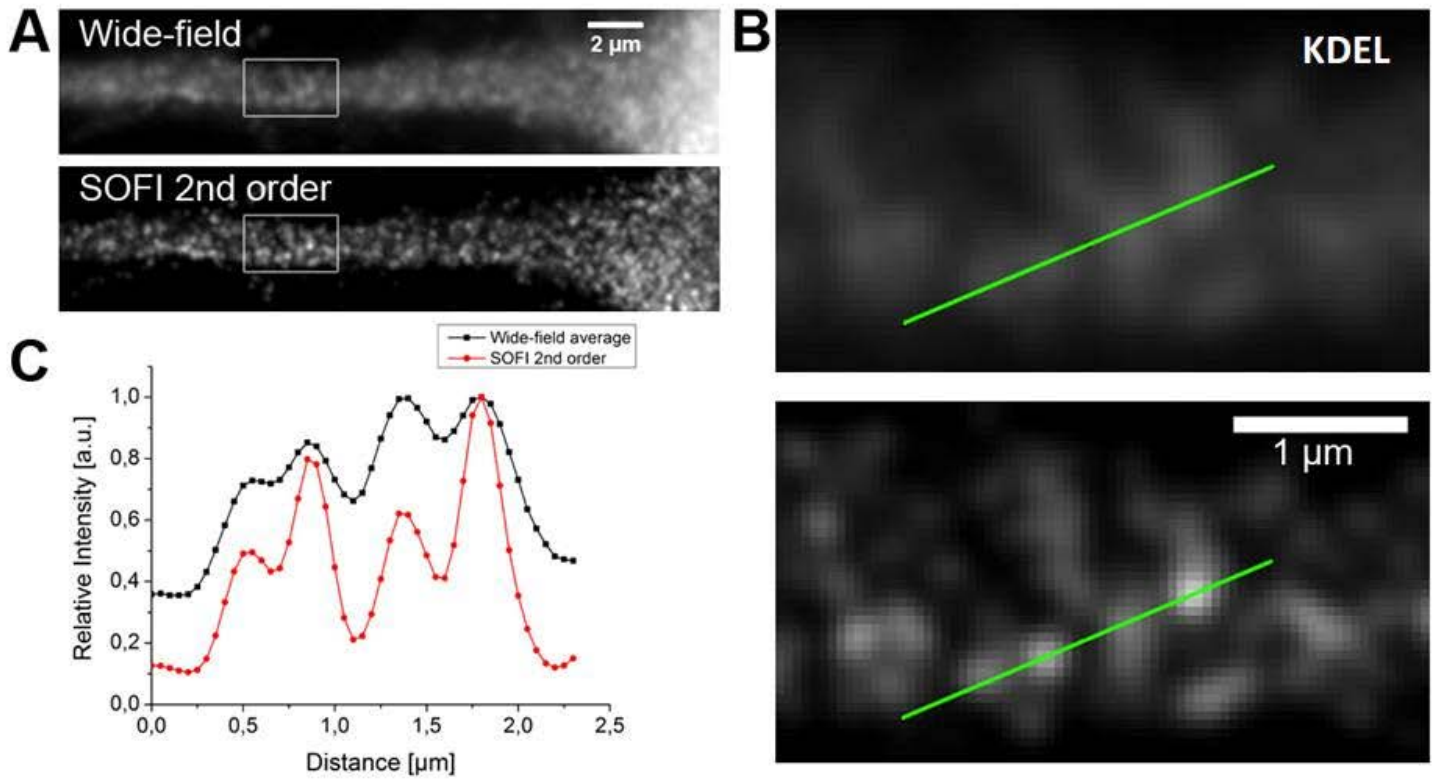 A
Wide-field
2 µm
SOFI 2nd order
B
KDEL
1 µm
C
Wide-field average
SOFI 2nd order
Relative Intensity [a.u.]
1,0
0,8
0,6
0,4
0,2
0,0
0,0 0,5 1,0 1,5 2,0 2,5
Distance [µm]